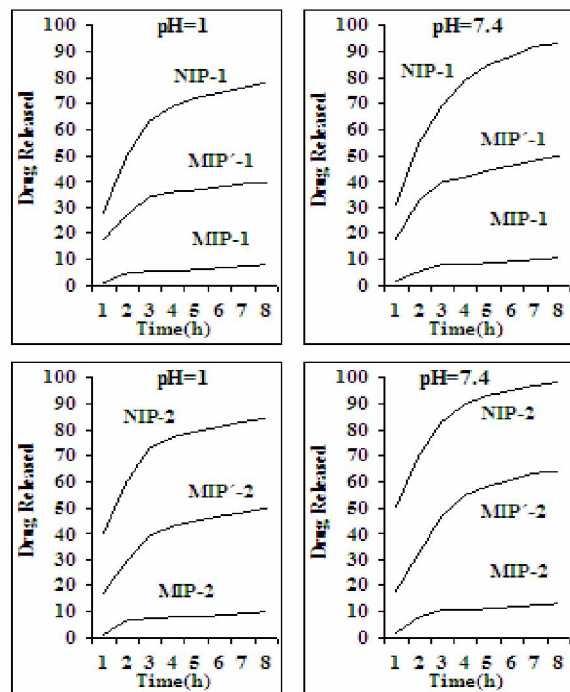 pH=1
Drug Released
100
90
80
70
60
50
40
30
20
10
0
NIP-1
MIP´-1
MIP-1
1 2 3 4 5 6 7 8
Time(h)
pH=7.4
Drug Released
100
90
80
70
60
50
40
30
20
10
0
NIP-1
MIP´-1
MIP-1
1 2 3 4 5 6 7 8
Time(h)
pH=1
Drug Released
100
90
80
70
60
50
40
30
20
10
0
NIP-2
MIP´-2
MIP-2
1 2 3 4 5 6 7 8
Time(h)
pH=7.4
Drug Released
100
90
80
70
60
50
40
30
20
10
0
NIP-2
MIP´-2
MIP-2
1 2 3 4 5 6 7 8
Time(h)